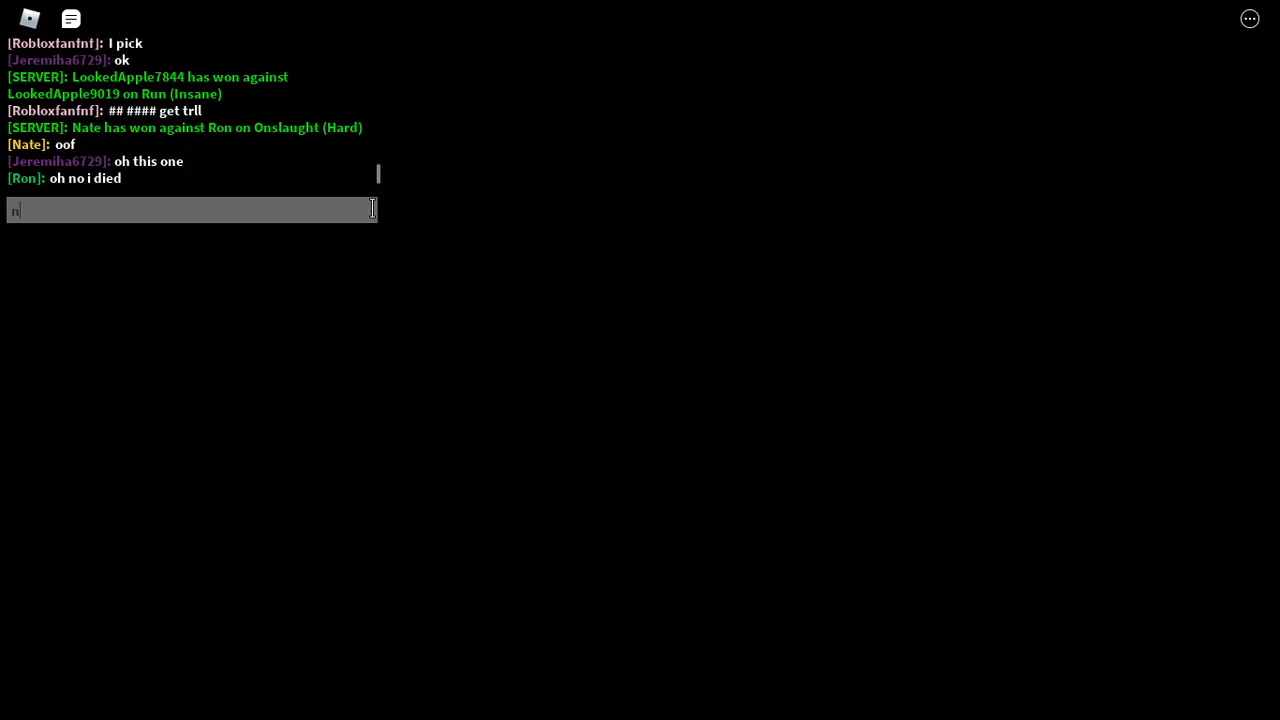 [Robloxfanfnf]: I pick
[Jeremiha6729]: ok
[SERVER]: LookedApple7844 has won against
LookedApple9019 on Run (Insane)
[Robloxfanfnf]: ## #### get trll
[SERVER]: Nate has won against Ron on Onslaught (Hard)
[Nate]: oof
[Jeremiha6729]: oh this one
[Ron]: oh no i died
n